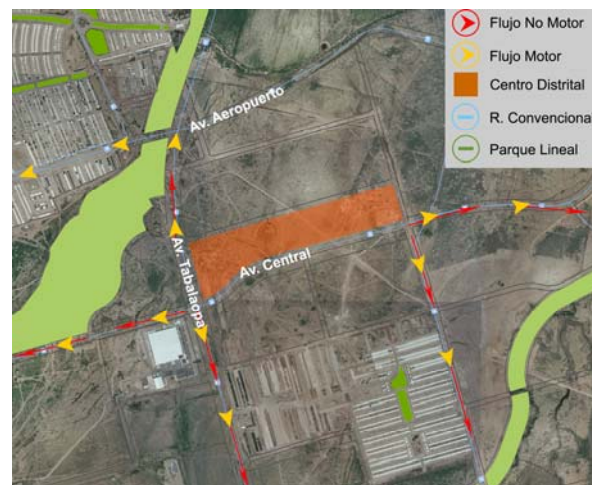 Flujo No Motor
Flujo Motor
Centro Distrital
R. Convenciona
Parque Lineal
Av. Aeropuerto
Av. Central
Av. Tabalaopa